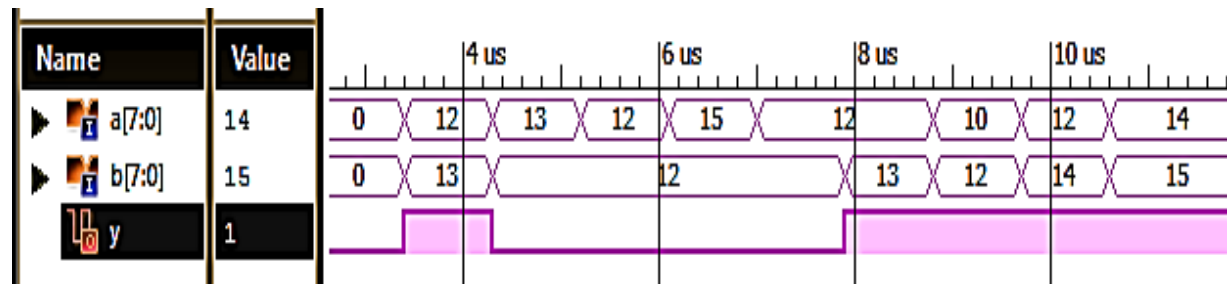 Name Value 4 us 6 us 8 us 10 us
a[7:0] 14 0 12 13 12 15 12 10 12 14
b[7:0] 15 0 13 12 13 12 14 15
y 1